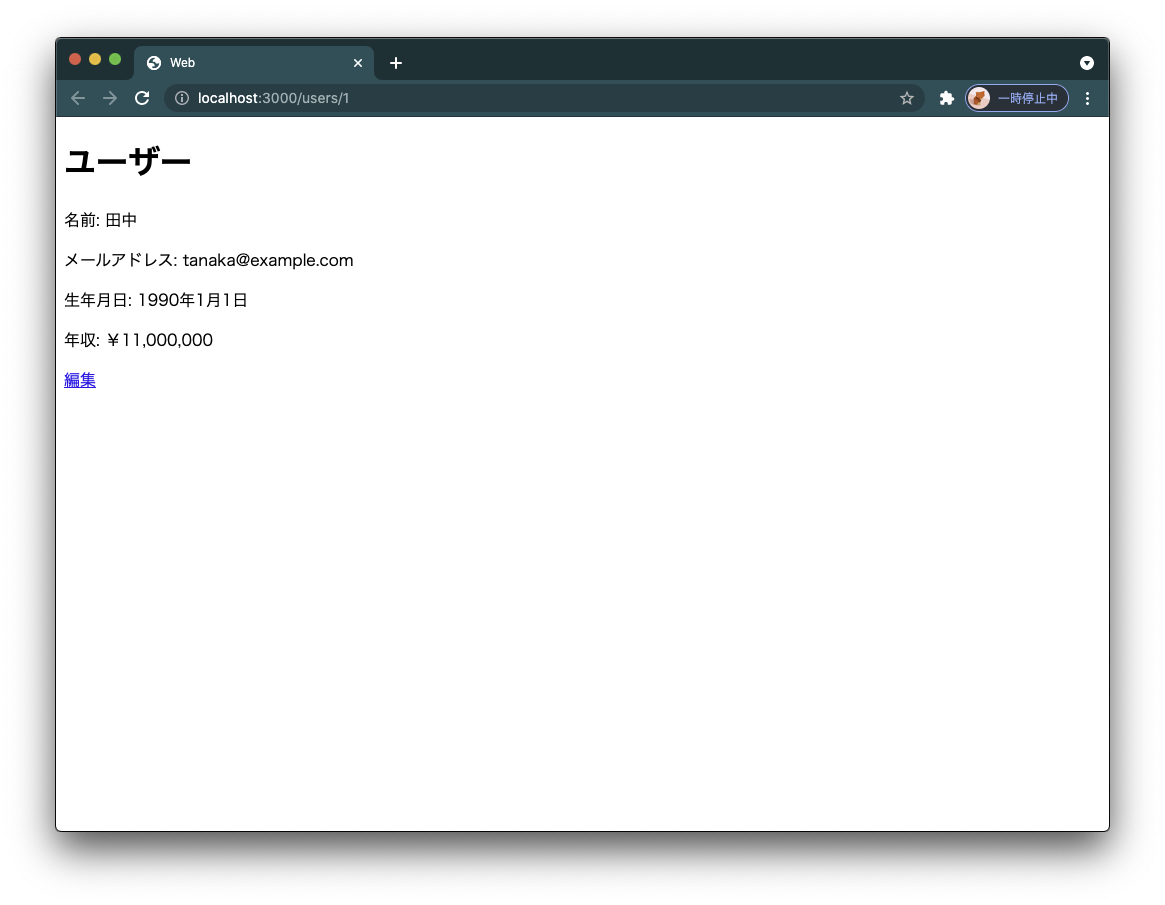 Web
localhost:3000/users/1
一時停止中
ユーザー
名前: 田中
メールアドレス: tanaka@example.com
生年月日: 1990年1月1日
年収: ¥11,000,000
編集